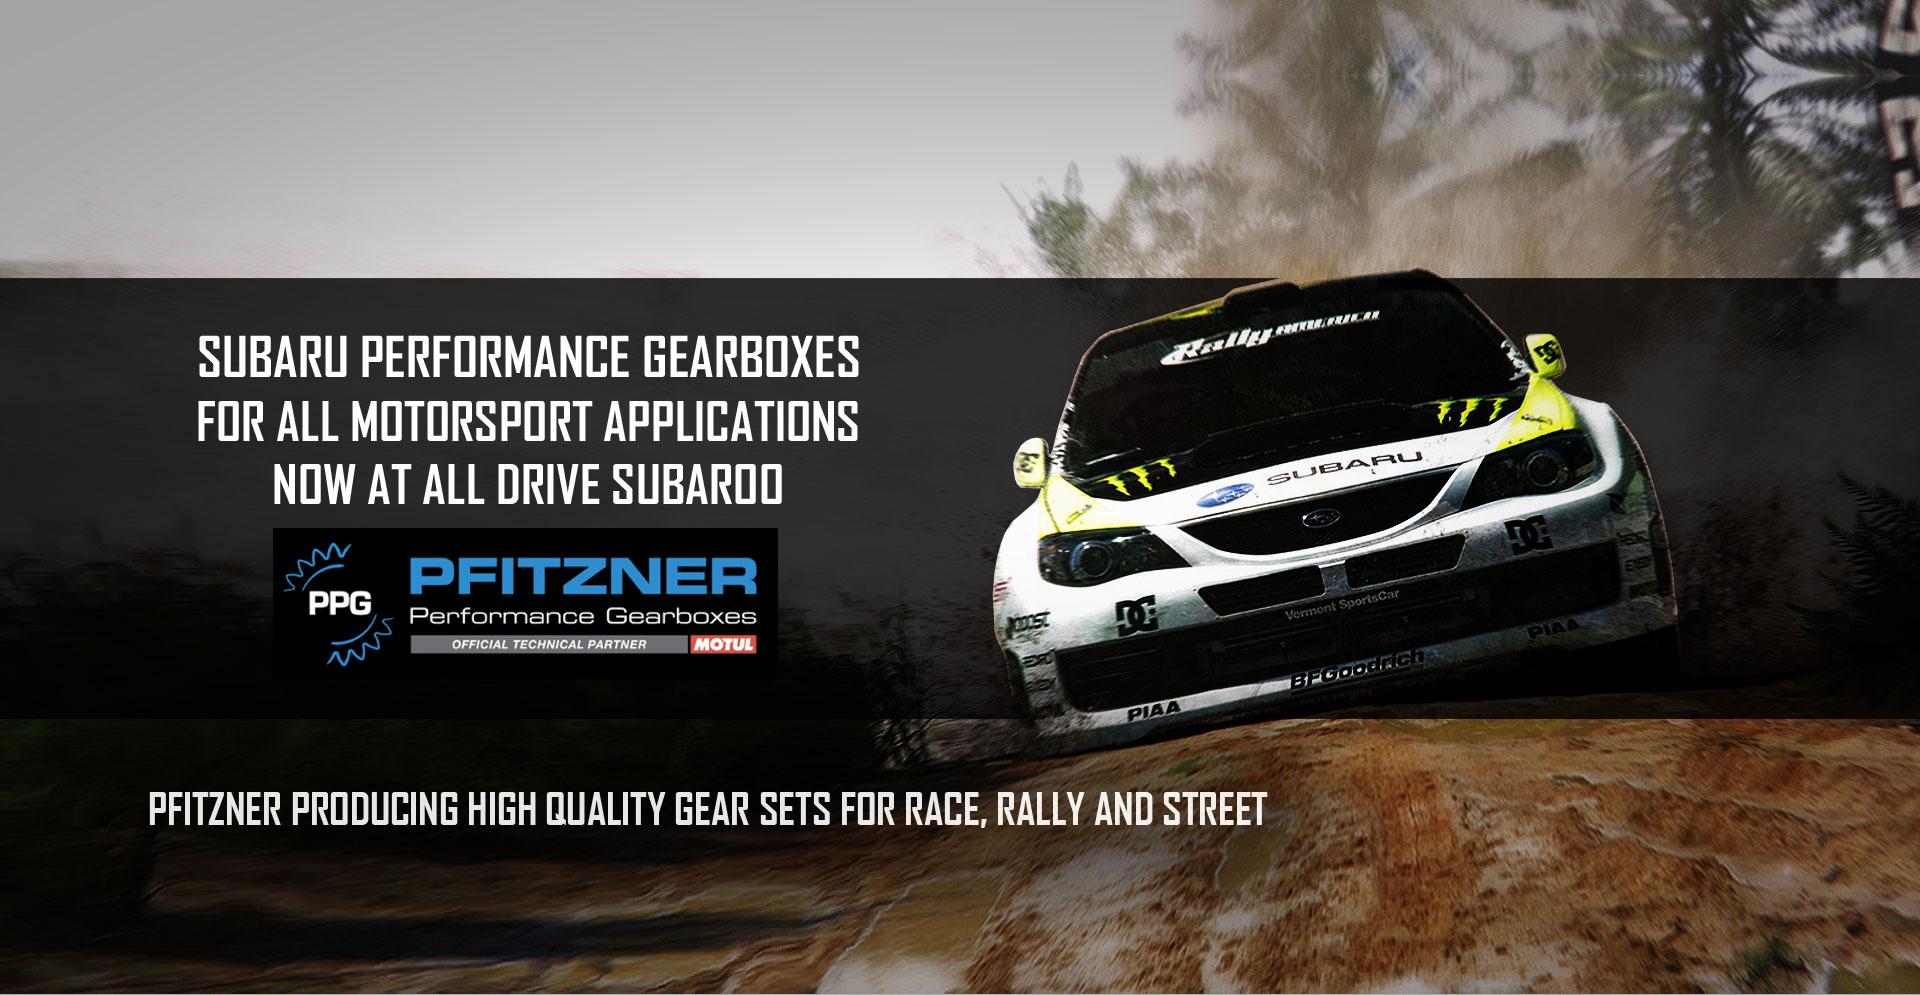 SUBARU PERFORMANCE GEARBOXES
FOR ALL MOTORSPORT APPLICATIONS
NOW AT ALL DRIVE SUBAROO
PPG
PFITZNER
Performance Gearboxes
OFFICIAL TECHNICAL PARTNER MOTUL
Rally AMERICA
SUBARU
DC
DC
Vermont SportsCar
PIAA
BFGoodrich
PIAA
PFITZNER PRODUCING HIGH QUALITY GEAR SETS FOR RACE, RALLY AND STREET